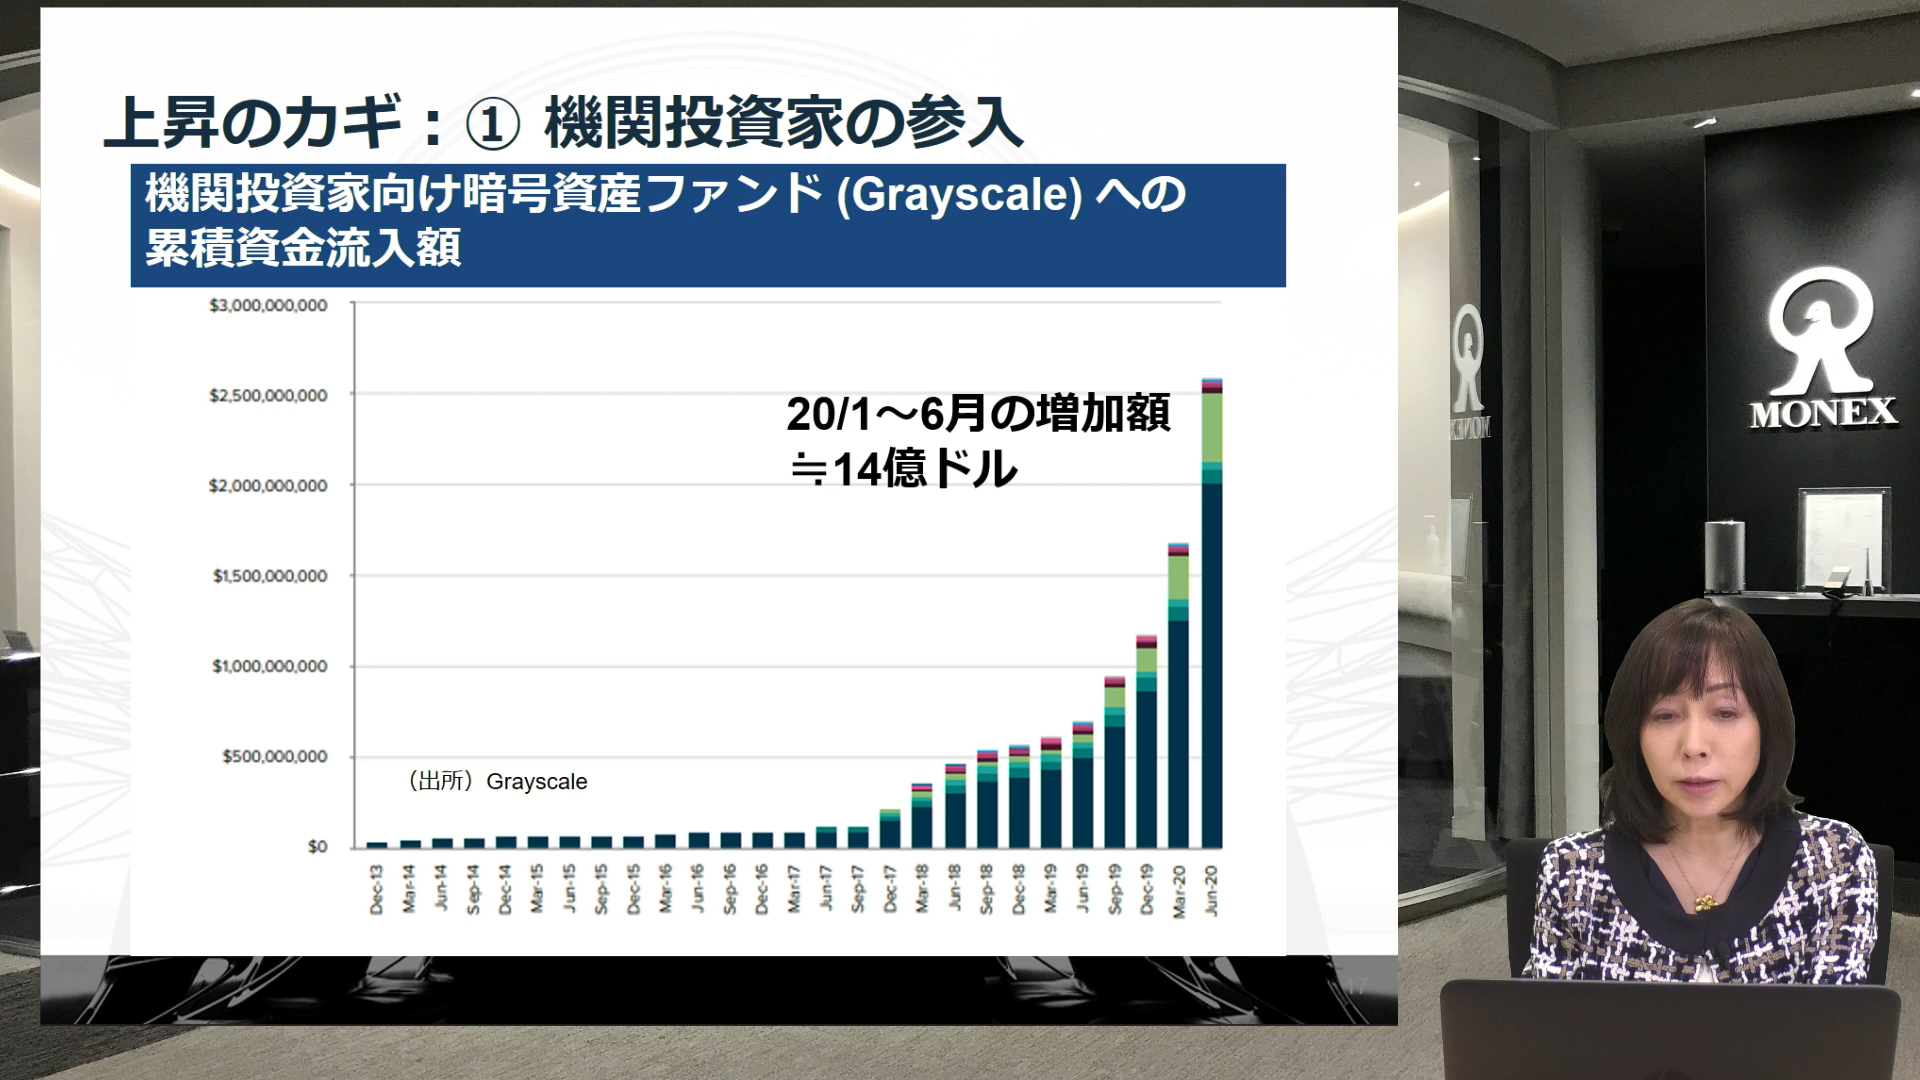 上昇のカギ：① 機関投資家の参入
機関投資家向け暗号資産ファンド (Grayscale) への
累積資金流入額
$3,000,000,000
$2,500,000,000
$2,000,000,000
$1,500,000,000
$1,000,000,000
$500,000,000
$0
20/1～6月の増加額
≒14億ドル
（出所）Grayscale
Dec-13
Mar-14
Jun-14
Sep-14
Dec-14
Mar-15
Jun-15
Sep-15
Dec-15
Mar-16
Jun-16
Sep-16
Dec-16
Mar-17
Jun-17
Sep-17
Dec-17
Mar-18
Jun-18
Sep-18
Dec-18
Mar-19
Jun-19
Sep-19
Dec-19
Mar-20
Jun-20
17
MONEX
MONEX